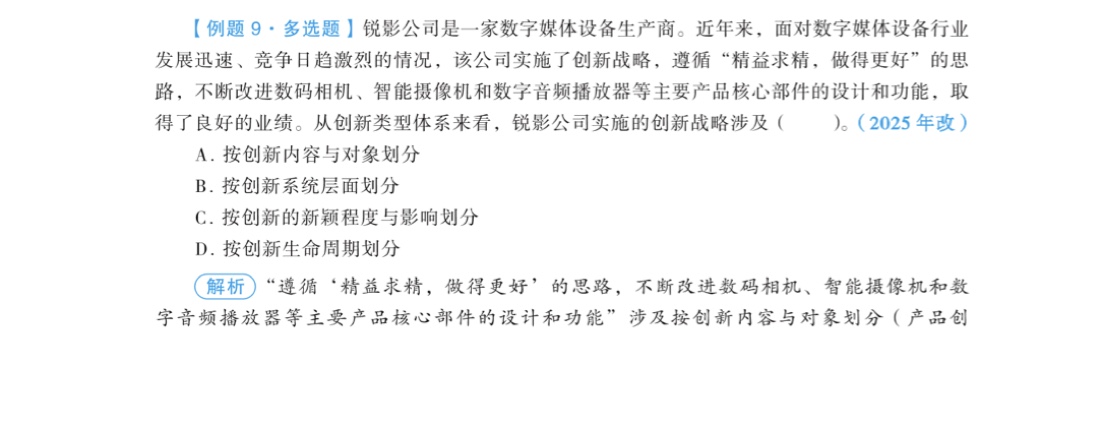 【例题9·多选题】锐影公司是一家数字媒体设备生产商。近年来，面对数字媒体设备行业
发展迅速、竞争日趋激烈的情况，该公司实施了创新战略，遵循“精益求精，做得更好”的思
路，不断改进数码相机、智能摄像机和数字音频播放器等主要产品核心部件的设计和功能，取
得了良好的业绩。从创新类型体系来看，锐影公司实施的创新战略涉及（　　）。（2025年改）
A. 按创新内容与对象划分
B. 按创新系统层面划分
C. 按创新的新颖程度与影响划分
D. 按创新生命周期划分
解析 “遵循‘精益求精，做得更好’的思路，不断改进数码相机、智能摄像机和数
字音频播放器等主要产品核心部件的设计和功能”涉及按创新内容与对象划分（产品创